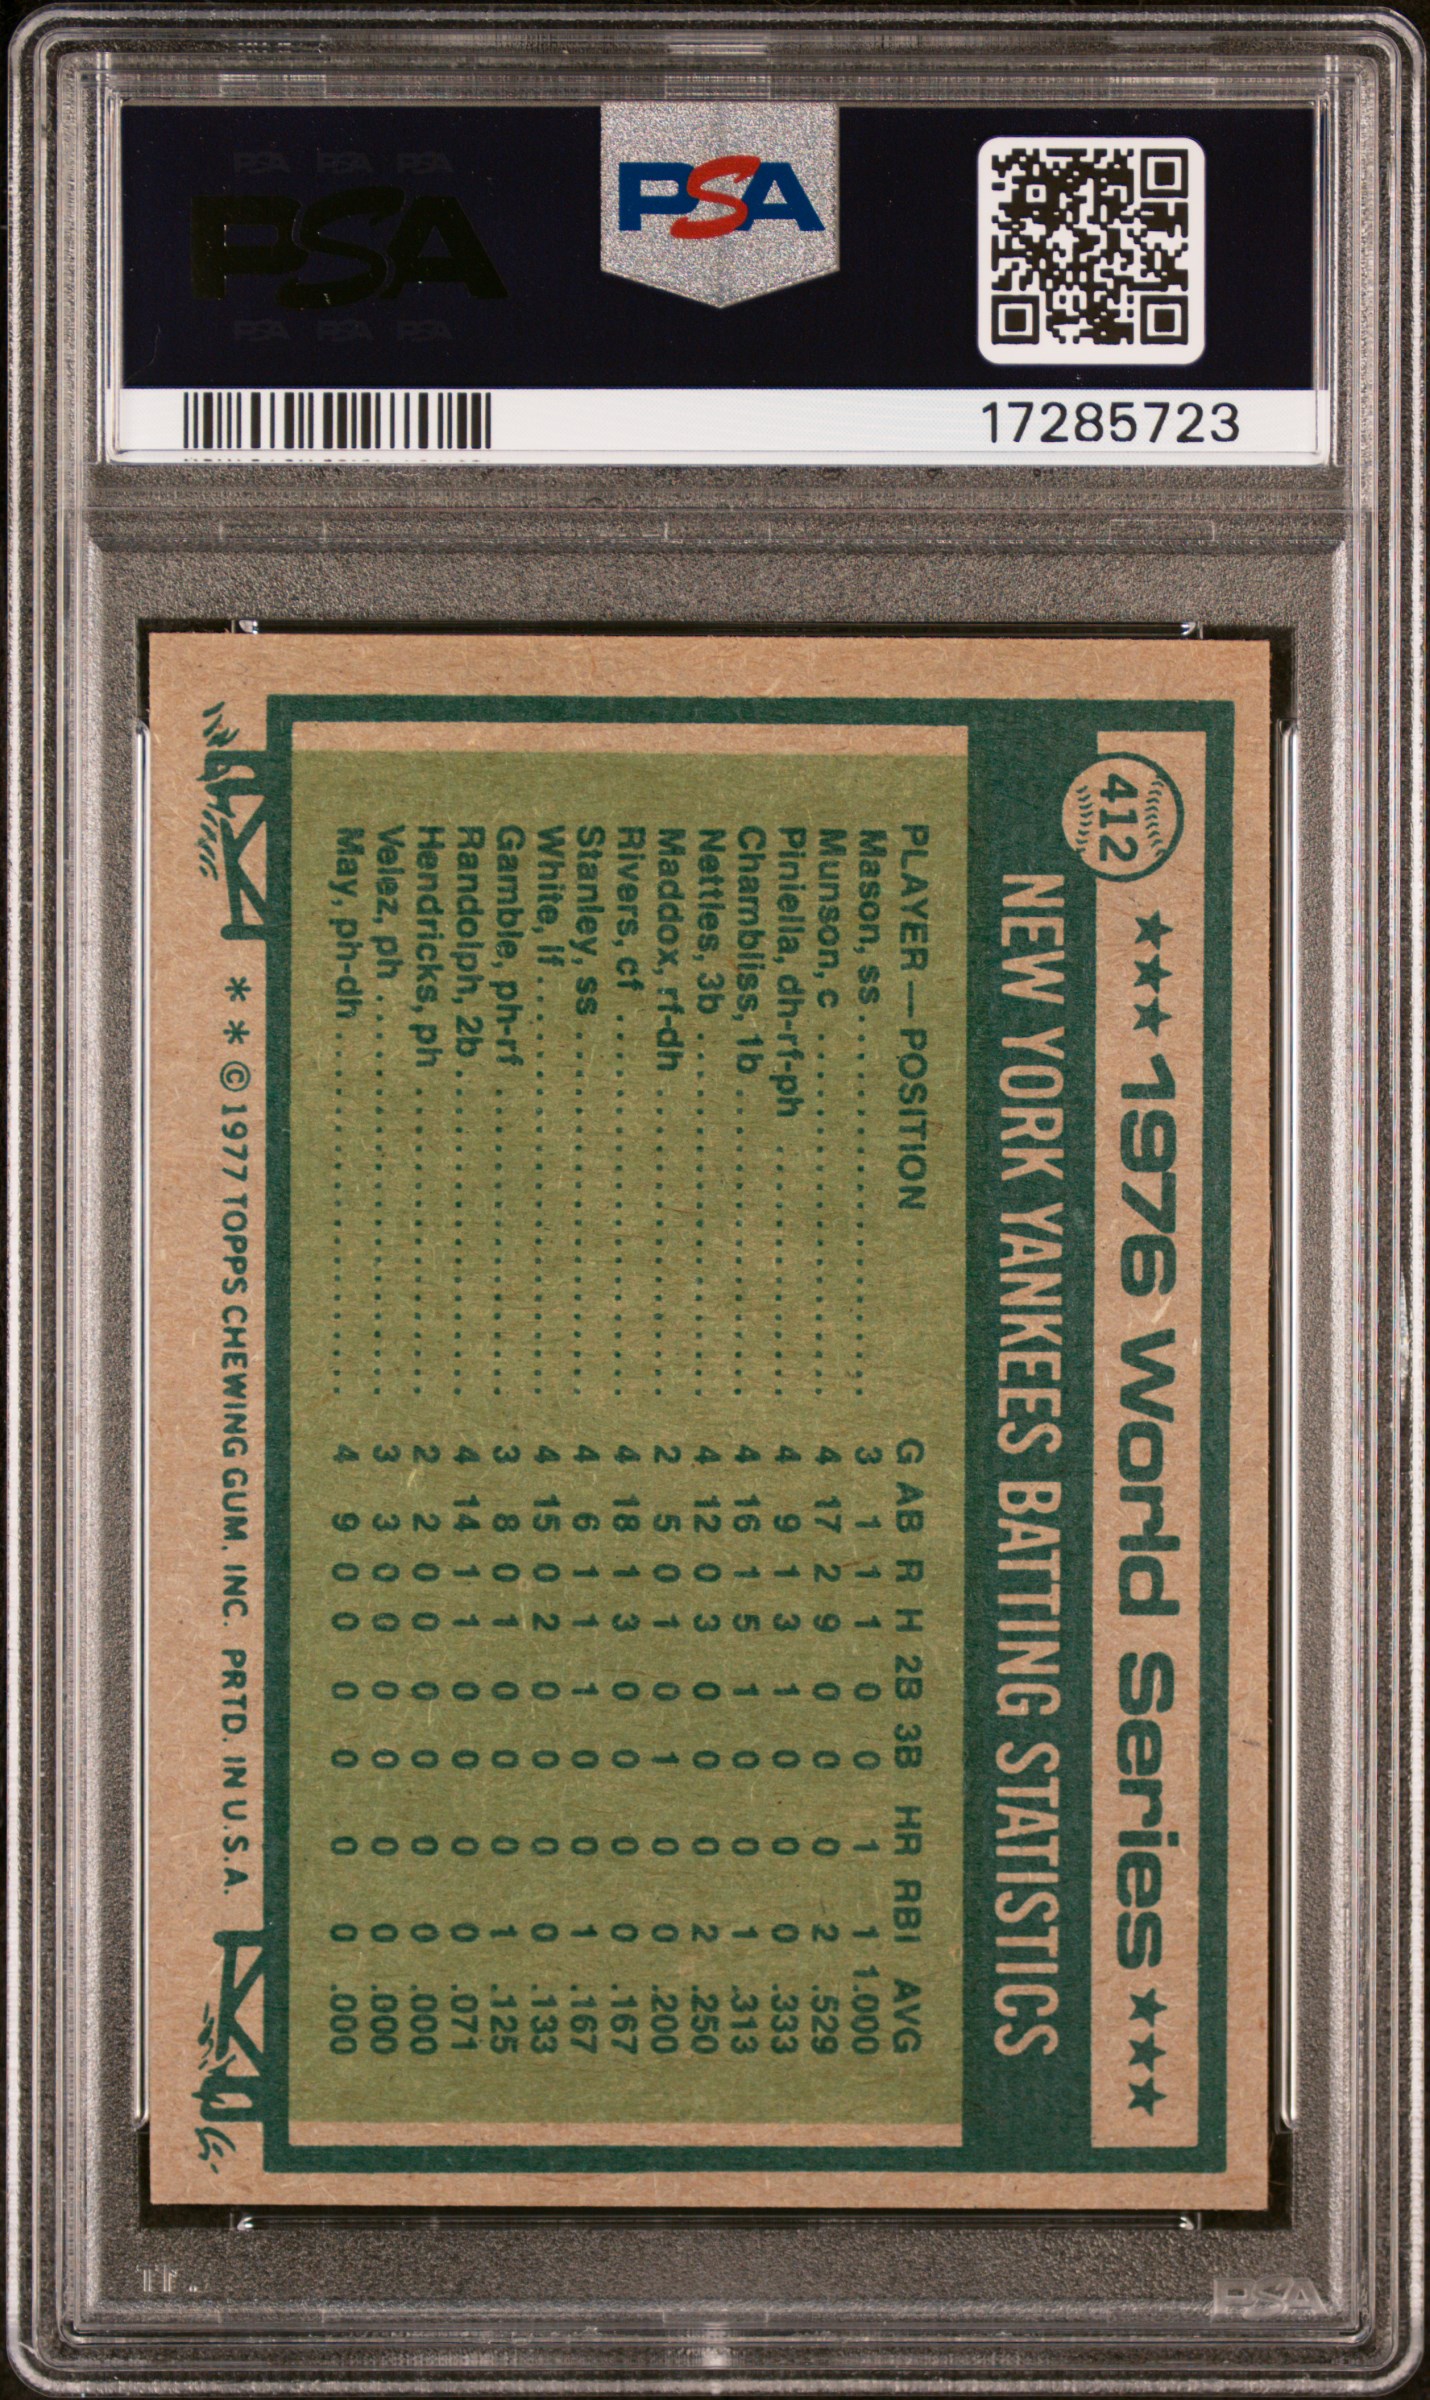 PSA PSA PSA
PSA
PSA PSA PSA
PSA
17285723
412
★★★ 1976 World Series ★★★
NEW YORK YANKEES BATTING STATISTICS
PLAYER — POSITION G AB R H 2B 3B HR RBI AVG
Mason, ss . . . . . . . . . . . . . . 3 1 1 1 0 0 1 1 1.000
Munson, c . . . . . . . . . . . . . . 4 17 2 9 0 0 0 2 .529
Piniella, dh-rf-ph . . . . . . . . . . 4 9 1 3 1 0 0 0 .333
Chambliss, 1b . . . . . . . . . . . . 4 16 1 5 1 0 0 1 .313
Nettles, 3b . . . . . . . . . . . . . 4 12 0 3 0 0 0 2 .250
Maddox, rf-dh . . . . . . . . . . . . 2 5 0 1 0 1 0 0 .200
Rivers, cf . . . . . . . . . . . . . . 4 18 1 3 0 0 0 0 .167
Stanley, ss . . . . . . . . . . . . . 4 6 1 1 1 0 0 1 .167
White, lf . . . . . . . . . . . . . . 4 15 0 2 0 0 0 0 .133
Gamble, ph-rf . . . . . . . . . . . . 3 8 0 1 0 0 0 1 .125
Randolph, 2b . . . . . . . . . . . . . 4 14 1 1 0 0 0 0 .071
Hendricks, ph . . . . . . . . . . . . 2 2 0 0 0 0 0 0 .000
Velez, ph . . . . . . . . . . . . . . 3 3 0 0 0 0 0 0 .000
May, ph-dh . . . . . . . . . . . . . . 4 9 0 0 0 0 0 0 .000
* * © 1977 TOPPS CHEWING GUM, INC. PRTD. IN U.S.A.
PSA